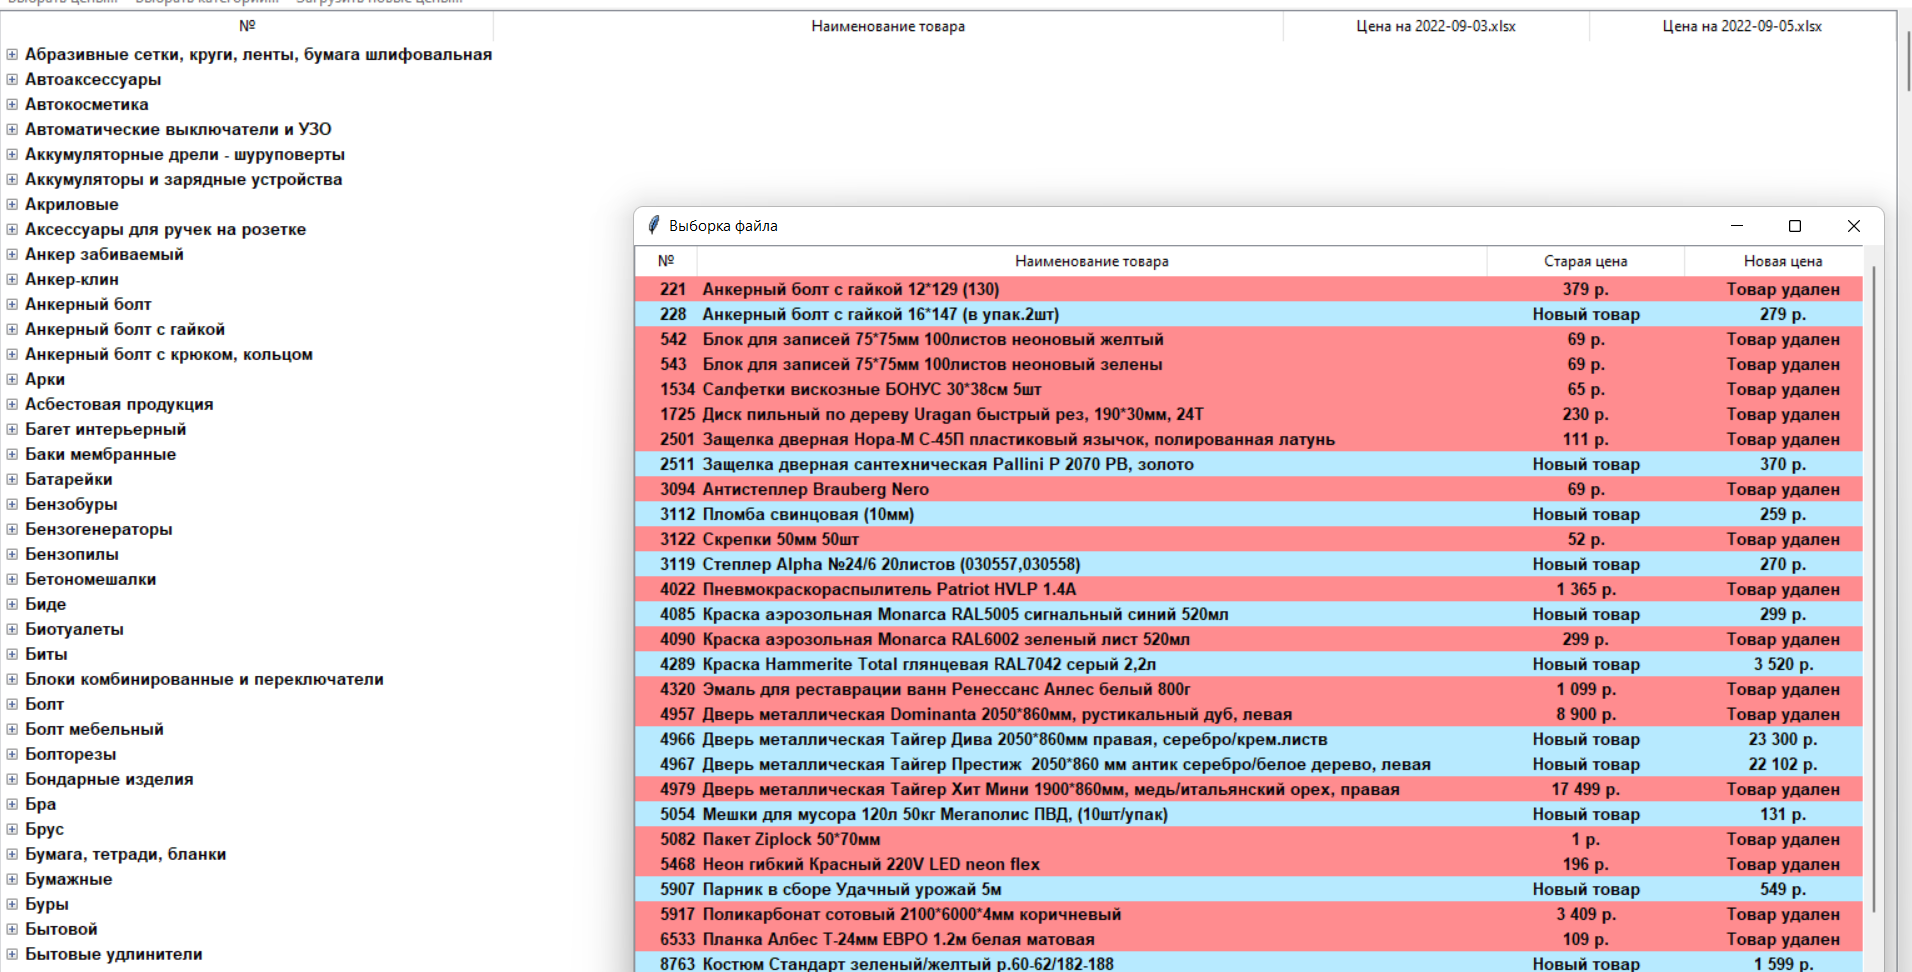 Выбрать цены... Выбрать категории... Загрузить новые цены...
№ Наименование товара Цена на 2022-09-03.xlsx Цена на 2022-09-05.xlsx
Абразивные сетки, круги, ленты, бумага шлифовальная
Автоаксессуары
Автокосметика
Автоматические выключатели и УЗО
Аккумуляторные дрели - шуруповерты
Аккумуляторы и зарядные устройства
Акриловые
Аксессуары для ручек на розетке
Анкер забиваемый
Анкер-клин
Анкерный болт
Анкерный болт с гайкой
Анкерный болт с крюком, кольцом
Арки
Асбестовая продукция
Багет интерьерный
Баки мембранные
Батарейки
Бензобуры
Бензогенераторы
Бензопилы
Бетономешалки
Биде
Биотуалеты
Биты
Блоки комбинированные и переключатели
Болт
Болт мебельный
Болторезы
Бондарные изделия
Бра
Брус
Бумага, тетради, бланки
Бумажные
Буры
Бытовой
Бытовые удлинители
Выборка файла
№ Наименование товара Старая цена Новая цена
221 Анкерный болт с гайкой 12*129 (130) 379 р. Товар удален
228 Анкерный болт с гайкой 16*147 (в упак.2шт) Новый товар 279 р.
542 Блок для записей 75*75мм 100листов неоновый желтый 69 р. Товар удален
543 Блок для записей 75*75мм 100листов неоновый зелены 69 р. Товар удален
1534 Салфетки вискозные БОНУС 30*38см 5шт 65 р. Товар удален
1725 Диск пильный по дереву Uragan быстрый рез, 190*30мм, 24Т 230 р. Товар удален
2501 Защелка дверная Нора-М С-45П пластиковый язычок, полированная латунь 111 р. Товар удален
2511 Защелка дверная сантехническая Pallini P 2070 PB, золото Новый товар 370 р.
3094 Антистеплер Brauberg Nero 69 р. Товар удален
3112 Пломба свинцовая (10мм) Новый товар 259 р.
3122 Скрепки 50мм 50шт 52 р. Товар удален
3119 Степлер Alpha №24/6 20листов (030557,030558) Новый товар 270 р.
4022 Пневмокраскораспылитель Patriot HVLP 1.4A 1 365 р. Товар удален
4085 Краска аэрозольная Monarca RAL5005 сигнальный синий 520мл Новый товар 299 р.
4090 Краска аэрозольная Monarca RAL6002 зеленый лист 520мл 299 р. Товар удален
4289 Краска Hammerite Total глянцевая RAL7042 серый 2,2л Новый товар 3 520 р.
4320 Эмаль для реставрации ванн Ренессанс Анлес белый 800г 1 099 р. Товар удален
4957 Дверь металлическая Dominanta 2050*860мм, рустикальный дуб, левая 8 900 р. Товар удален
4966 Дверь металлическая Тайгер Дива 2050*860мм правая, серебро/крем.листв Новый товар 23 300 р.
4967 Дверь металлическая Тайгер Престиж  2050*860 мм антик серебро/белое дерево, левая Новый товар 22 102 р.
4979 Дверь металлическая Тайгер Хит Мини 1900*860мм, медь/итальянский орех, правая 17 499 р. Товар удален
5054 Мешки для мусора 120л 50кг Мегаполис ПВД, (10шт/упак) Новый товар 131 р.
5082 Пакет Ziplock 50*70мм 1 р. Товар удален
5468 Неон гибкий Красный 220V LED neon flex 196 р. Товар удален
5907 Парник в сборе Удачный урожай 5м Новый товар 549 р.
5917 Поликарбонат сотовый 2100*6000*4мм коричневый 3 409 р. Товар удален
6533 Планка Албес Т-24мм ЕВРО 1.2м белая матовая 109 р. Товар удален
8763 Костюм Стандарт зеленый/желтый р.60-62/182-188 Новый товар 1 599 р.